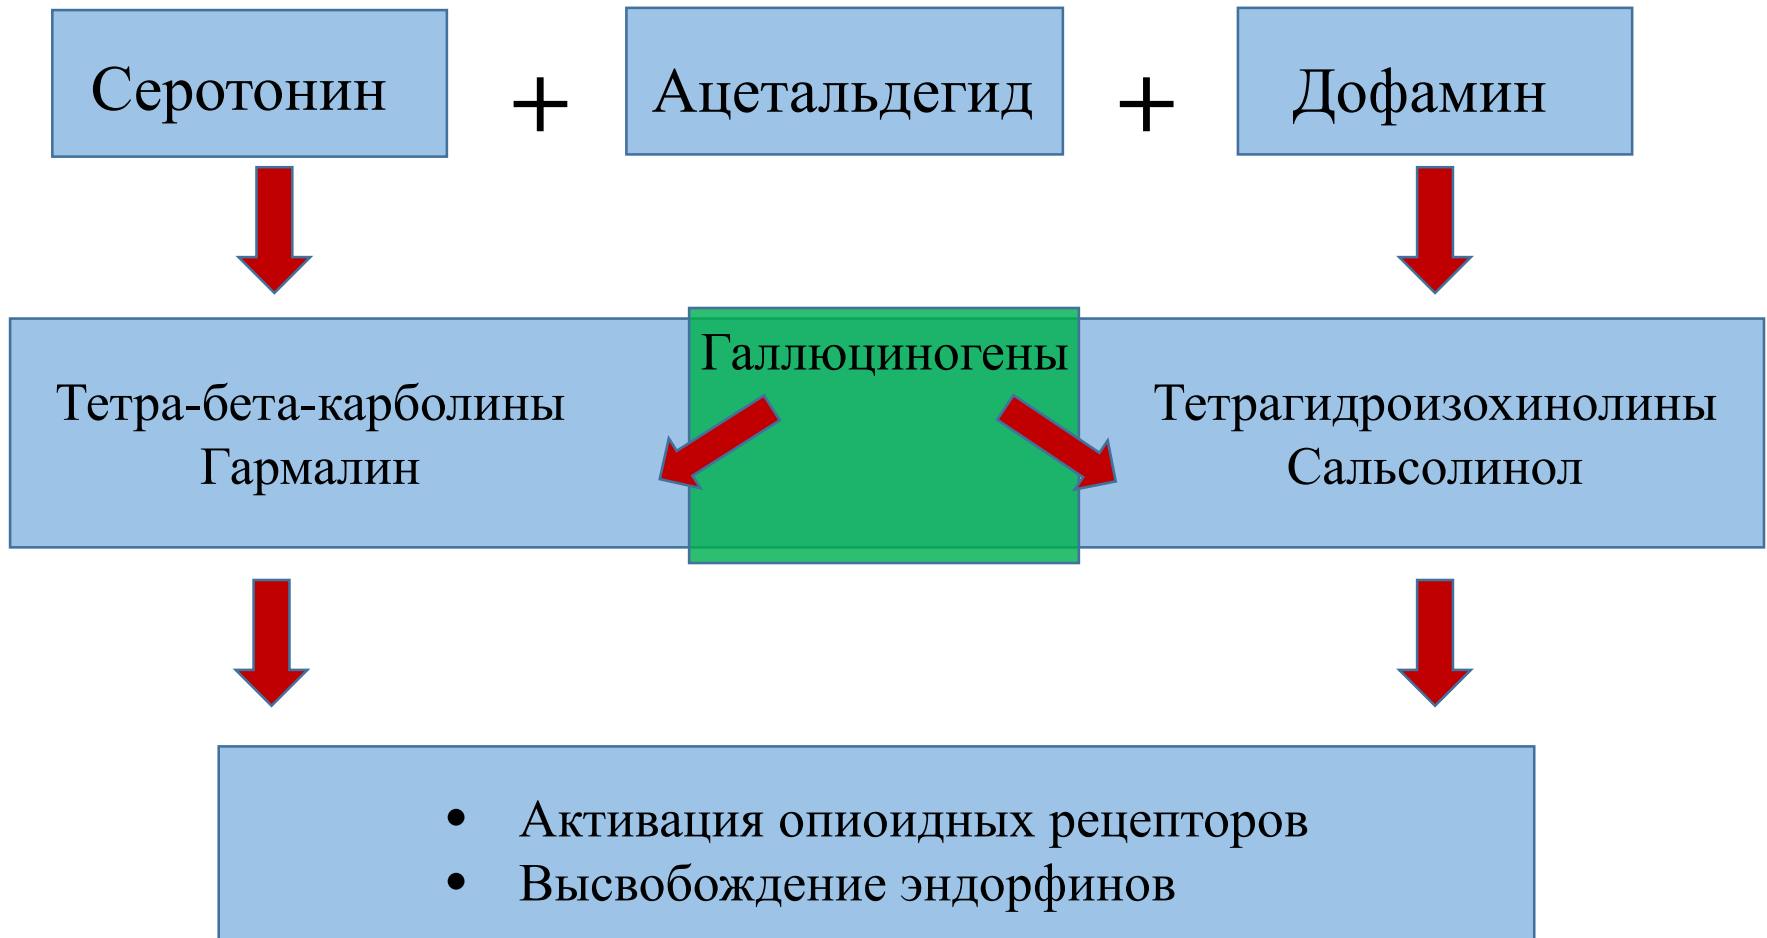 Серотонин + Ацетальдегид + Дофамин
Галлюциногены
Тетра-бета-карболины
Гармалин
Тетрагидроизохинолины
Сальсолинол
• Активация опиоидных рецепторов
• Высвобождение эндорфинов